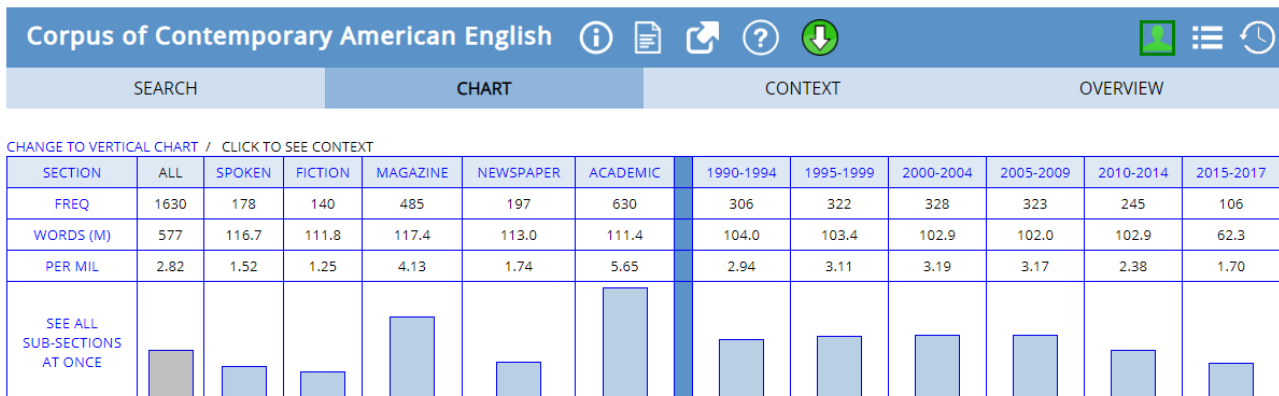 Corpus of Contemporary American English
SEARCH CHART CONTEXT OVERVIEW
CHANGE TO VERTICAL CHART / CLICK TO SEE CONTEXT
SECTION ALL SPOKEN FICTION MAGAZINE NEWSPAPER ACADEMIC 1990-1994 1995-1999 2000-2004 2005-2009 2010-2014 2015-2017
FREQ 1630 178 140 485 197 630 306 322 328 323 245 106
WORDS (M) 577 116.7 111.8 117.4 113.0 111.4 104.0 103.4 102.9 102.0 102.9 62.3
PER MIL 2.82 1.52 1.25 4.13 1.74 5.65 2.94 3.11 3.19 3.17 2.38 1.70
SEE ALL
SUB-SECTIONS
AT ONCE